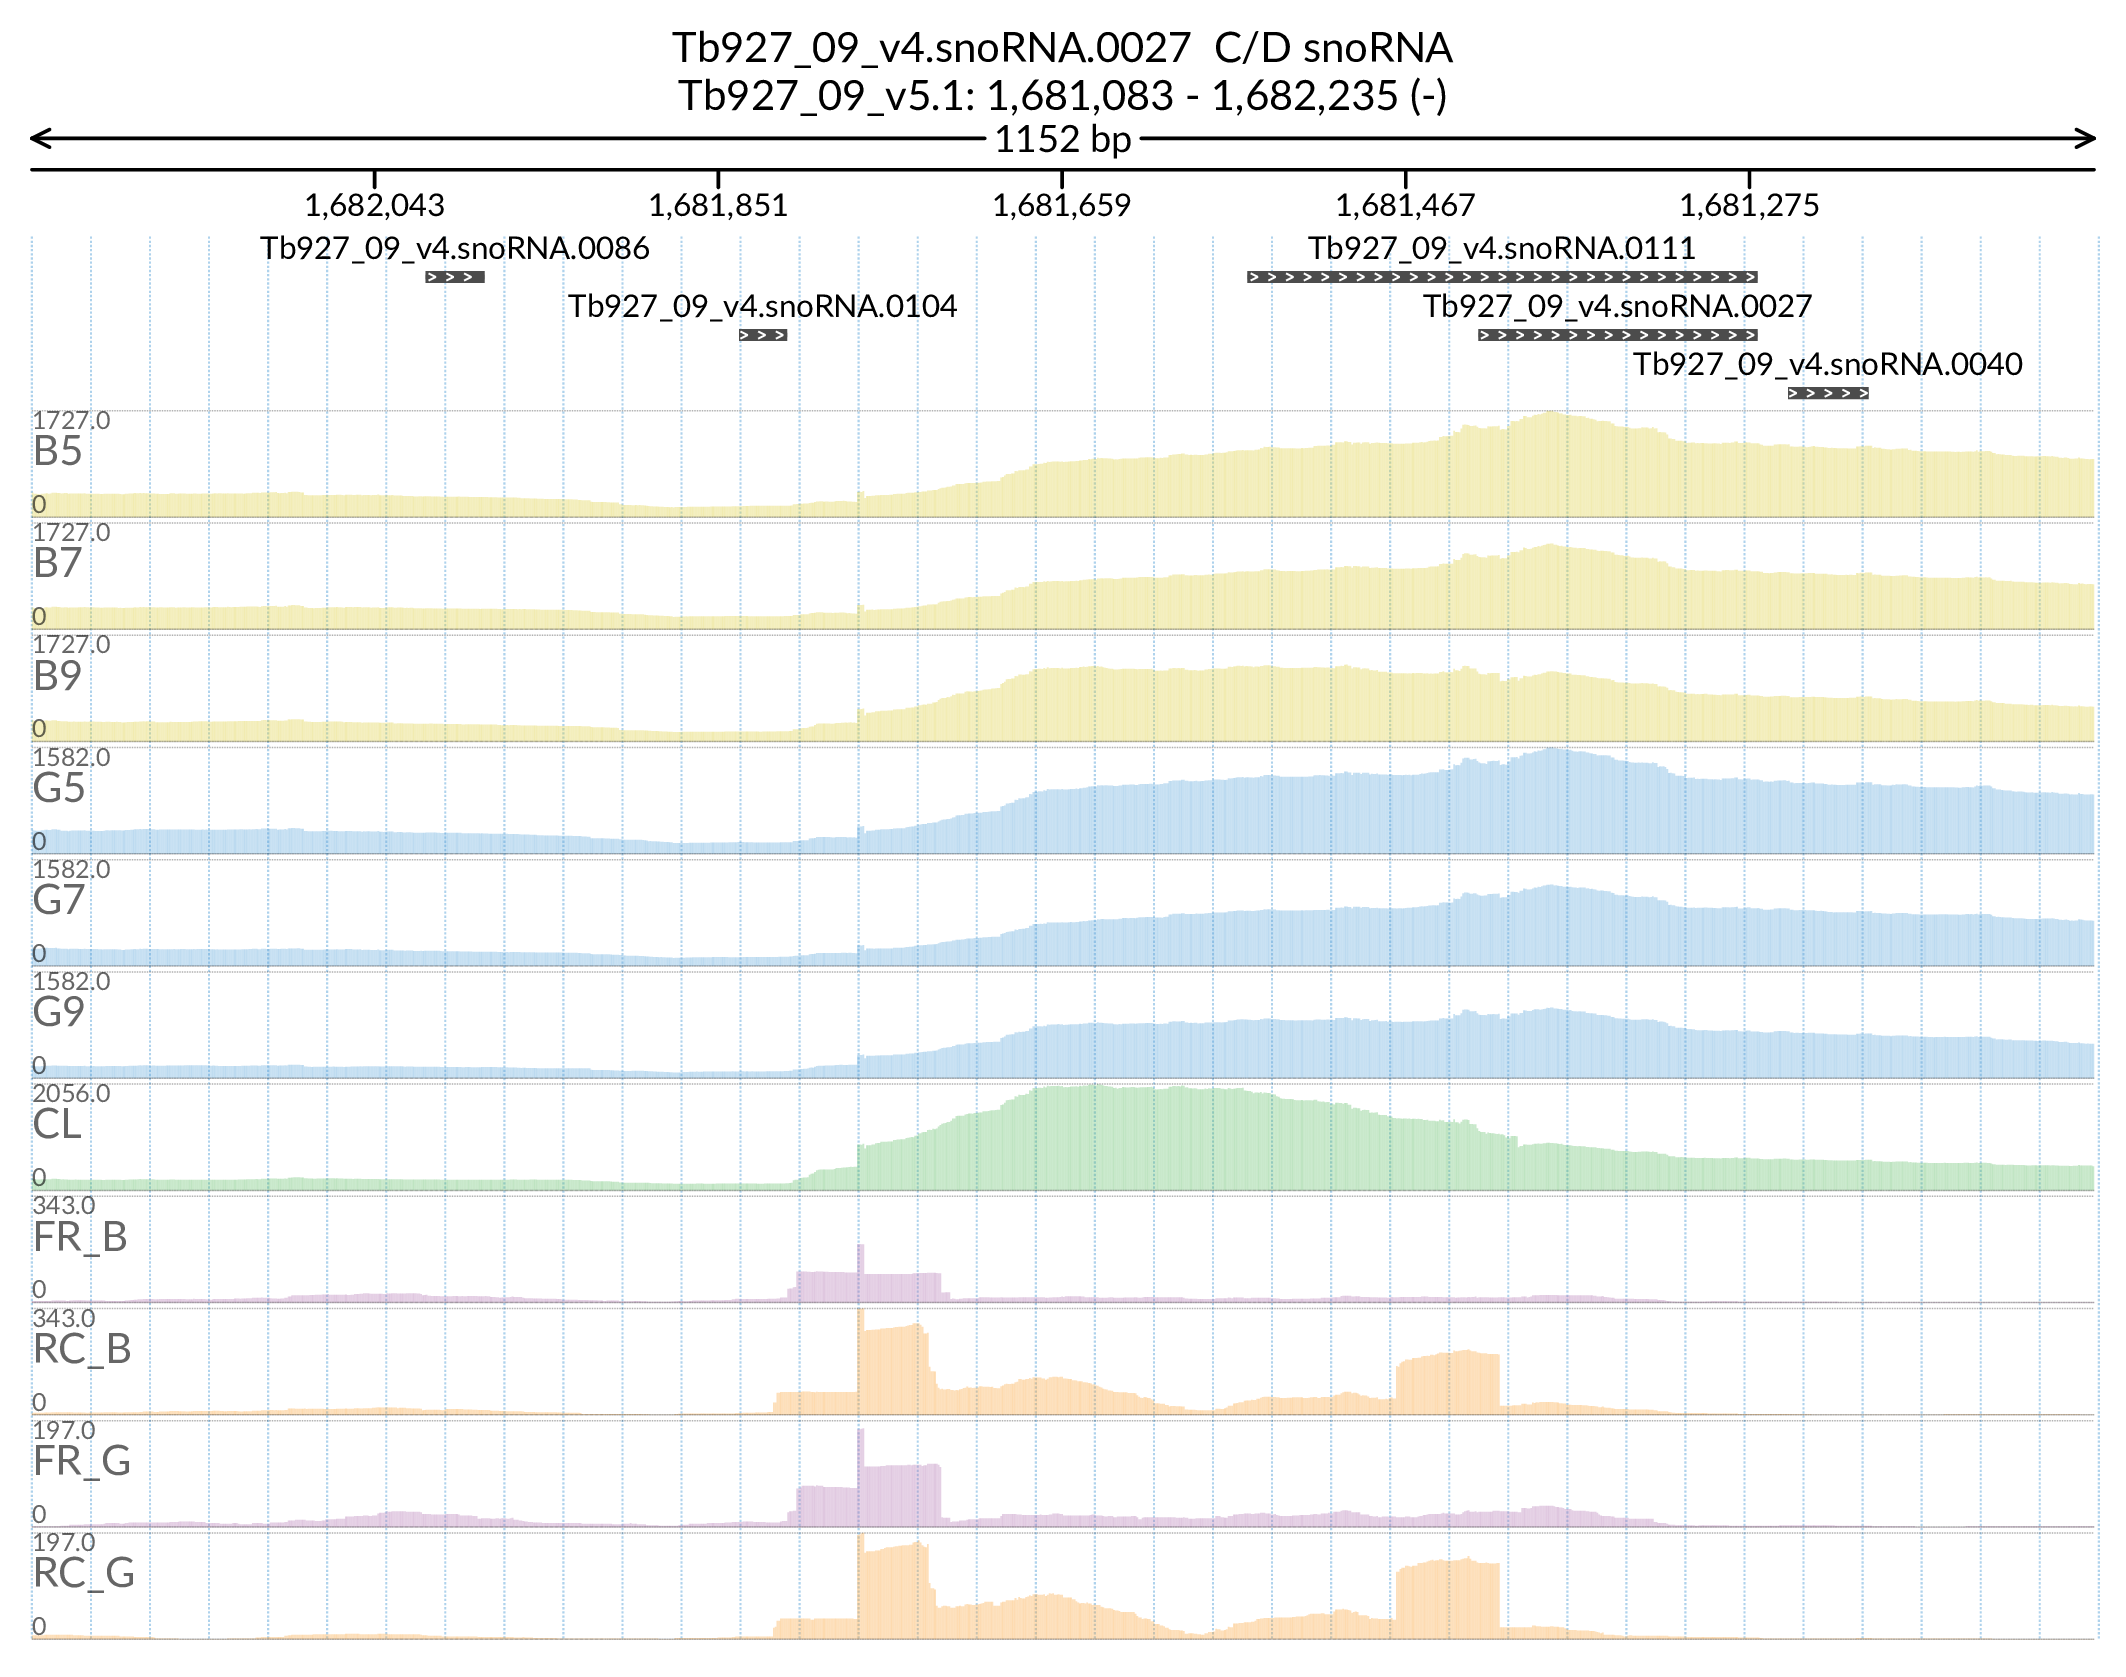 Tb927_09_v4.snoRNA.0027 C/D snoRNA
Tb927_09_v5.1: 1,681,083 - 1,682,235 (-)
1152 bp
1,682,043 1,681,851 1,681,659 1,681,467 1,681,275
Tb927_09_v4.snoRNA.0086 Tb927_09_v4.snoRNA.0111
Tb927_09_v4.snoRNA.0104 Tb927_09_v4.snoRNA.0027
Tb927_09_v4.snoRNA.0040
1727.0
B5
0
1727.0
B7
0
1727.0
B9
0
1582.0
G5
0
1582.0
G7
0
1582.0
G9
0
2056.0
CL
0
343.0
FR_B
0
343.0
RC_B
0
197.0
FR_G
0
197.0
RC_G
0